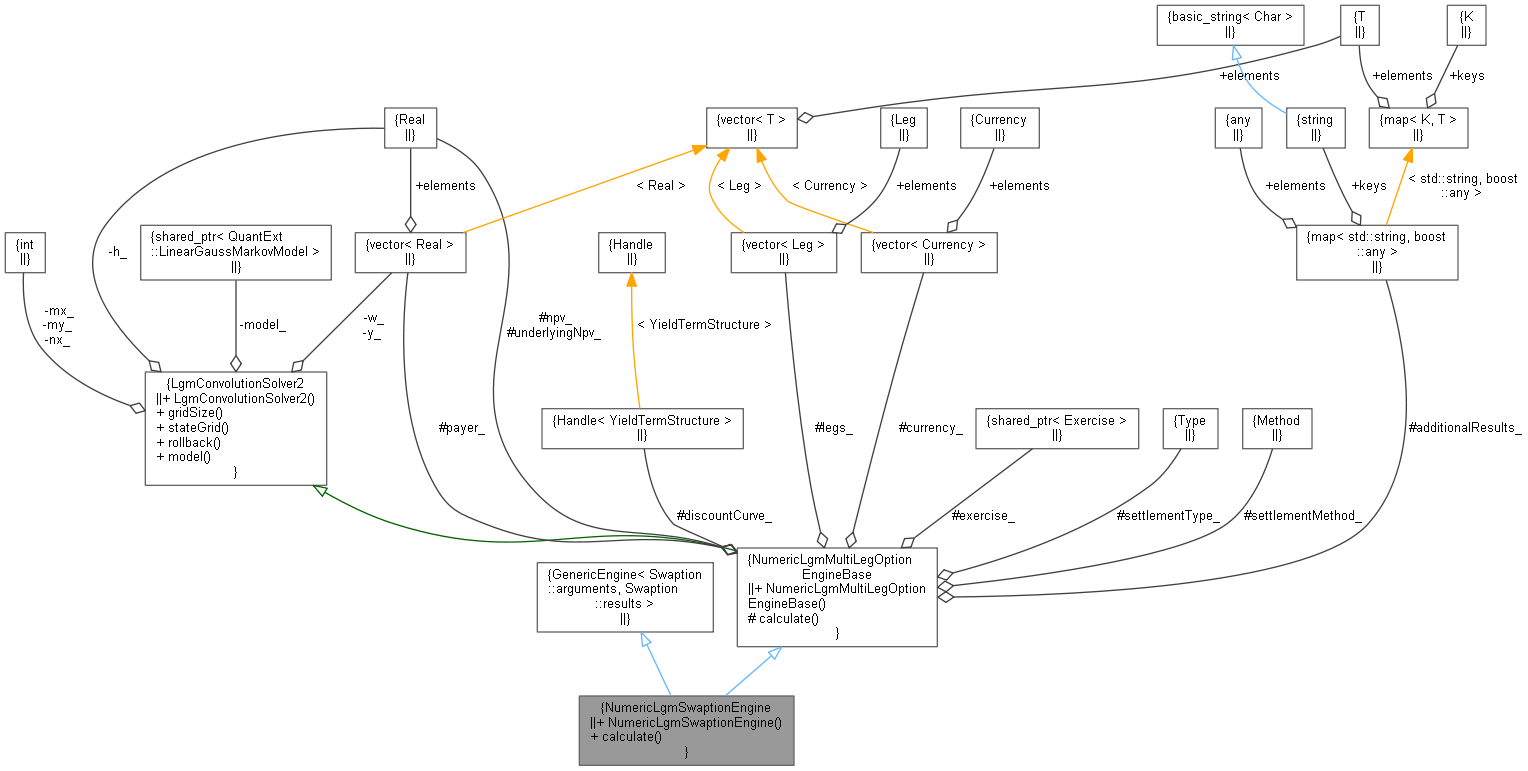 {basic_string< Char >
||}
{T
||}
{K
||}
+elements
+elements
+keys
{Real
||}
{vector< T >
||}
{Leg
||}
{Currency
||}
{any
||}
{string
||}
{map< K, T >
||}
+elements
< Real >
< Leg >
< Currency >
+elements
+elements
+elements
+keys
< std::string, boost
::any >
{int
||}
{shared_ptr< QuantExt
::LinearGaussMarkovModel >
||}
-h_
{vector< Real >
||}
{Handle
||}
{vector< Leg >
||}
{vector< Currency >
||}
{map< std::string, boost
::any >
||}
-mx_
-my_
-nx_
-model_
-w_
-y_
#npv_
#underlyingNpv_
< YieldTermStructure >
{LgmConvolutionSolver2
||+ LgmConvolutionSolver2()
+ gridSize()
+ stateGrid()
+ rollback()
+ model()
}
#payer_
{Handle< YieldTermStructure >
||}
#legs_
#currency_
{shared_ptr< Exercise >
||}
{Type
||}
{Method
||}
#additionalResults_
#discountCurve_
#exercise_
#settlementType_
#settlementMethod_
{GenericEngine< Swaption
::arguments, Swaption
::results >
||}
{NumericLgmMultiLegOption
EngineBase
||+ NumericLgmMultiLegOption
EngineBase()
# calculate()
}
{NumericLgmSwaptionEngine
||+ NumericLgmSwaptionEngine()
+ calculate()
}